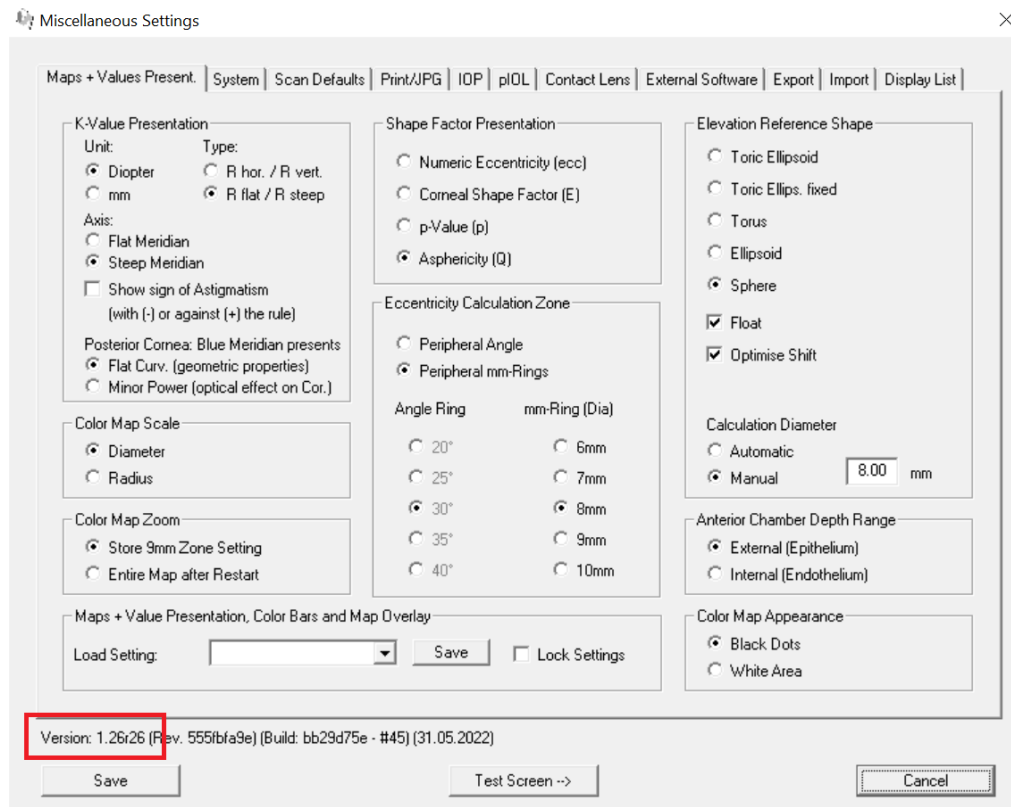 Miscellaneous Settings
Maps + Values Present. System Scan Defaults Print/JPG IOP pIOL Contact Lens External Software Export Import Display List
K-Value Presentation
Unit: Type:
Diopter R hor. / R vert.
mm R flat / R steep
Axis:
Flat Meridian
Steep Meridian
Show sign of Astigmatism
(with (-) or against (+) the rule)
Posterior Cornea: Blue Meridian presents
Flat Curv. (geometric properties)
Minor Power (optical effect on Cor.)
Color Map Scale
Diameter
Radius
Color Map Zoom
Store 9mm Zone Setting
Entire Map after Restart
Shape Factor Presentation
Numeric Eccentricity (ecc)
Corneal Shape Factor (E)
p-Value (p)
Asphericity (Q)
Eccentricity Calculation Zone
Peripheral Angle
Peripheral mm-Rings
Angle Ring mm-Ring (Dia)
20° 6mm
25° 7mm
30° 8mm
35° 9mm
40° 10mm
Elevation Reference Shape
Toric Ellipsoid
Toric Ellips. fixed
Torus
Ellipsoid
Sphere
Float
Optimise Shift
Calculation Diameter
Automatic
Manual 8.00 mm
Anterior Chamber Depth Range
External (Epithelium)
Internal (Endothelium)
Maps + Value Presentation, Color Bars and Map Overlay
Load Setting: Save Lock Settings
Color Map Appearance
Black Dots
White Area
Version: 1.26r26 (Rev. 555fbfa9e) (Build: bb29d75e - #45) (31.05.2022)
Save Test Screen --> Cancel